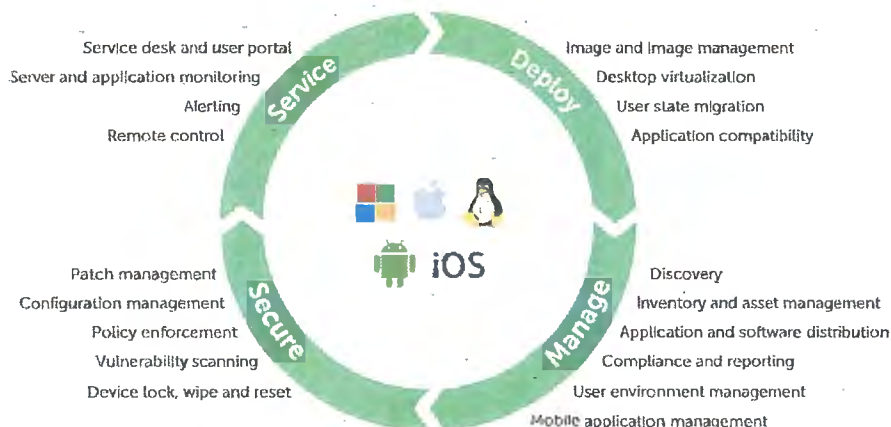 Service desk and user portal
Server and application monitoring
Alerting
Remote control
Service
Deploy
Image and image management
Desktop virtualization
User state migration
Application compatibility
iOS
Patch management
Configuration management
Policy enforcement
Vulnerability scanning
Device lock, wipe and reset
Secure
Manage
Discovery
Inventory and asset management
Application and software distribution
Compliance and reporting
User environment management
Mobile application management